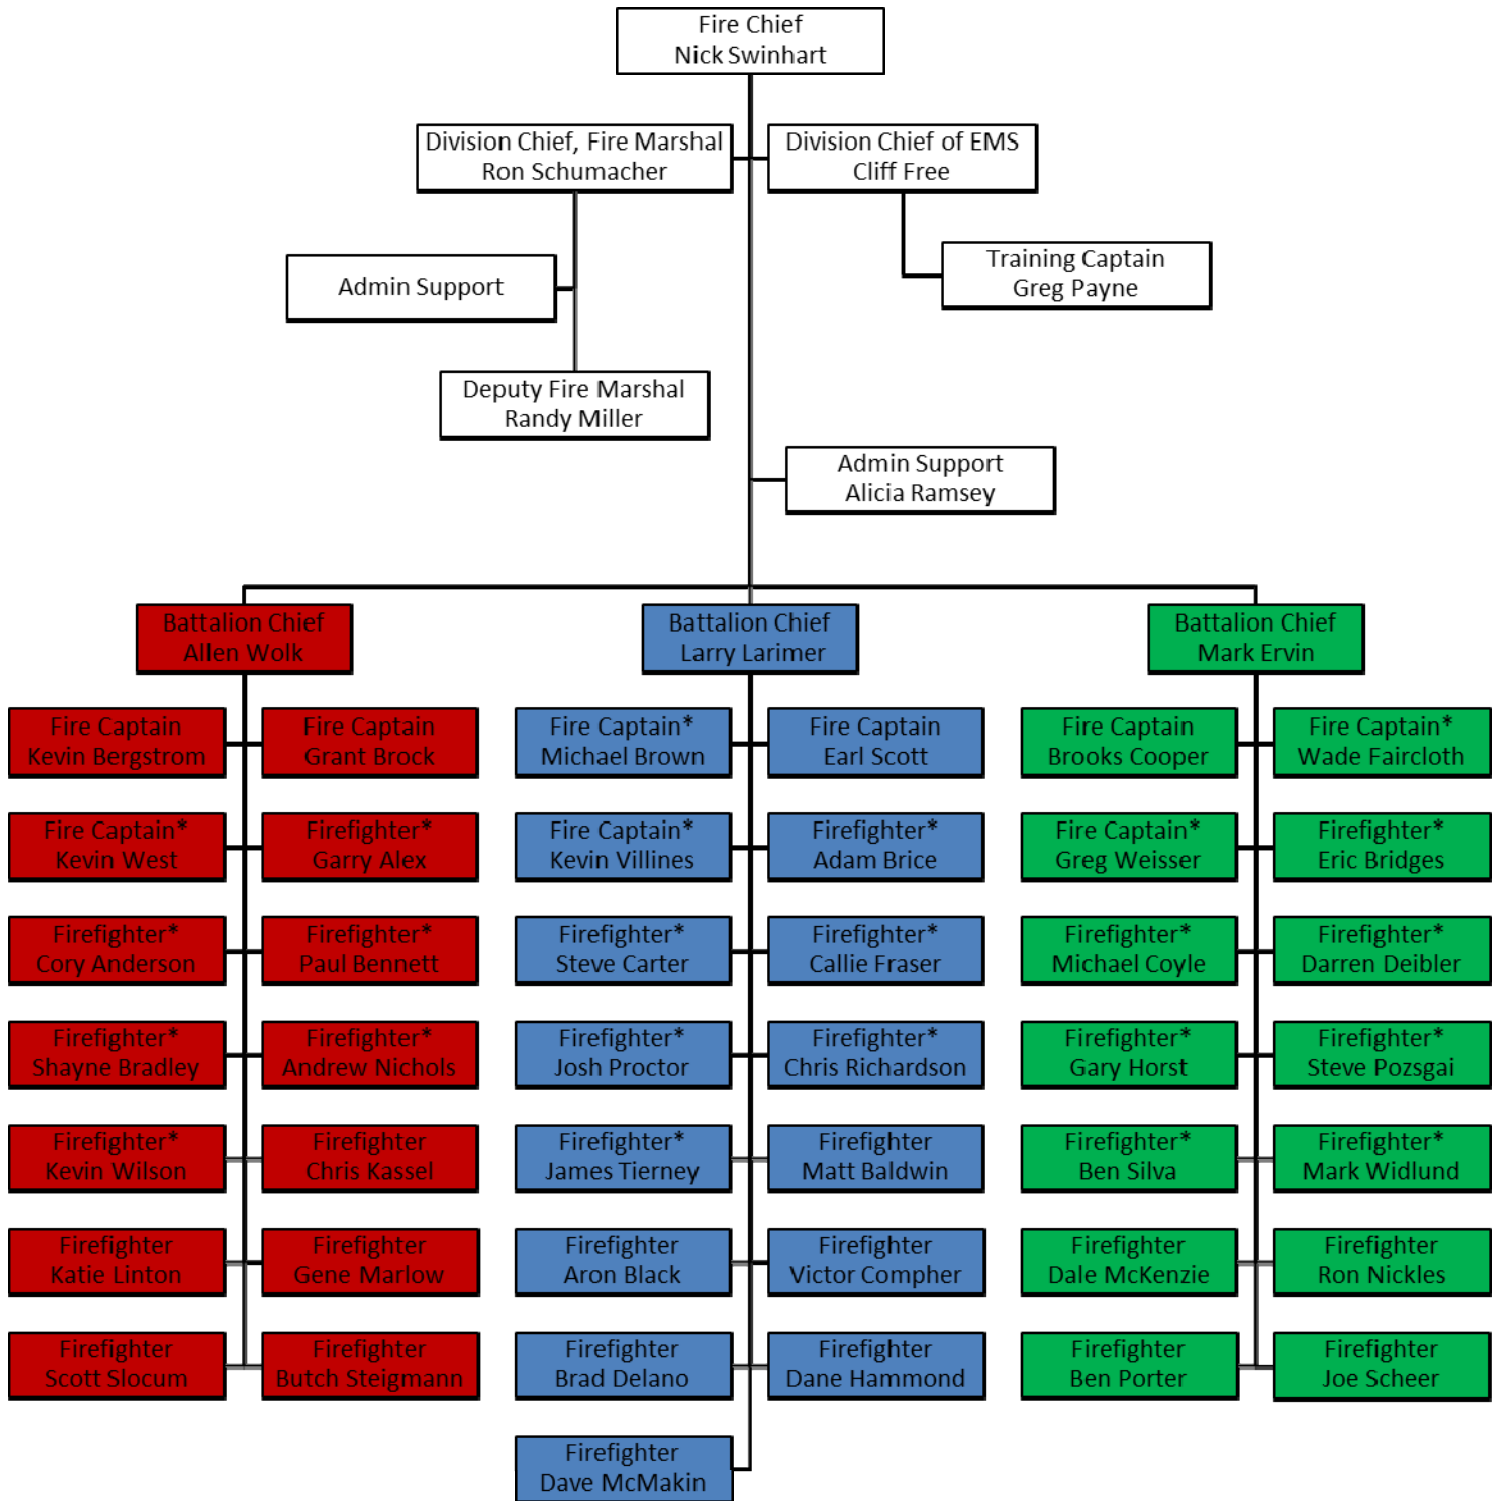 Fire Chief
Nick Swinhart
Division Chief, Fire Marshal
Ron Schumacher
Division Chief of EMS
Cliff Free
Admin Support
Training Captain
Greg Payne
Deputy Fire Marshal
Randy Miller
Admin Support
Alicia Ramsey
Battalion Chief
Allen Wolk
Battalion Chief
Larry Larimer
Battalion Chief
Mark Ervin
Fire Captain
Kevin Bergstrom
Fire Captain
Grant Brock
Fire Captain*
Michael Brown
Fire Captain
Earl Scott
Fire Captain
Brooks Cooper
Fire Captain*
Wade Faircloth
Fire Captain*
Kevin West
Firefighter*
Garry Alex
Fire Captain*
Kevin Villines
Firefighter*
Adam Brice
Fire Captain*
Greg Weisser
Firefighter*
Eric Bridges
Firefighter*
Cory Anderson
Firefighter*
Paul Bennett
Firefighter*
Steve Carter
Firefighter*
Callie Fraser
Firefighter*
Michael Coyle
Firefighter*
Darren Deibler
Firefighter*
Shayne Bradley
Firefighter*
Andrew Nichols
Firefighter*
Josh Proctor
Firefighter*
Chris Richardson
Firefighter*
Gary Horst
Firefighter*
Steve Pozsgai
Firefighter*
Kevin Wilson
Firefighter
Chris Kassel
Firefighter*
James Tierney
Firefighter
Matt Baldwin
Firefighter*
Ben Silva
Firefighter*
Mark Widlund
Firefighter
Katie Linton
Firefighter
Gene Marlow
Firefighter
Aron Black
Firefighter
Victor Compher
Firefighter
Dale McKenzie
Firefighter
Ron Nickles
Firefighter
Scott Slocum
Firefighter
Butch Steigmann
Firefighter
Brad Delano
Firefighter
Dane Hammond
Firefighter
Ben Porter
Firefighter
Joe Scheer
Firefighter
Dave McMakin